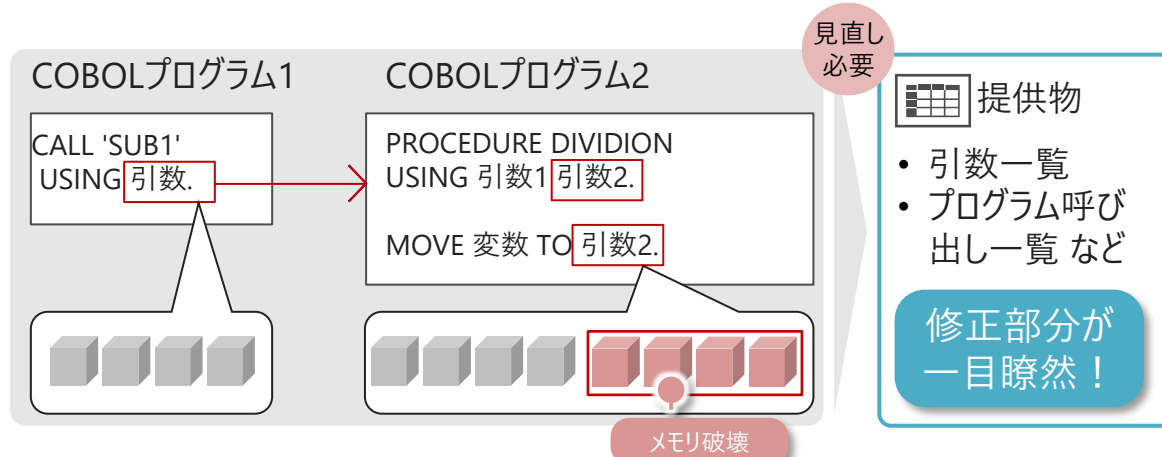 見直し
必要
COBOLプログラム1
COBOLプログラム2
CALL 'SUB1'
USING 引数.
PROCEDURE DIVIDION
USING 引数1 引数2.
MOVE 変数 TO 引数2.
メモリ破壊
提供物
• 引数一覧
• プログラム呼び
出し一覧 など
修正部分が
一目瞭然！